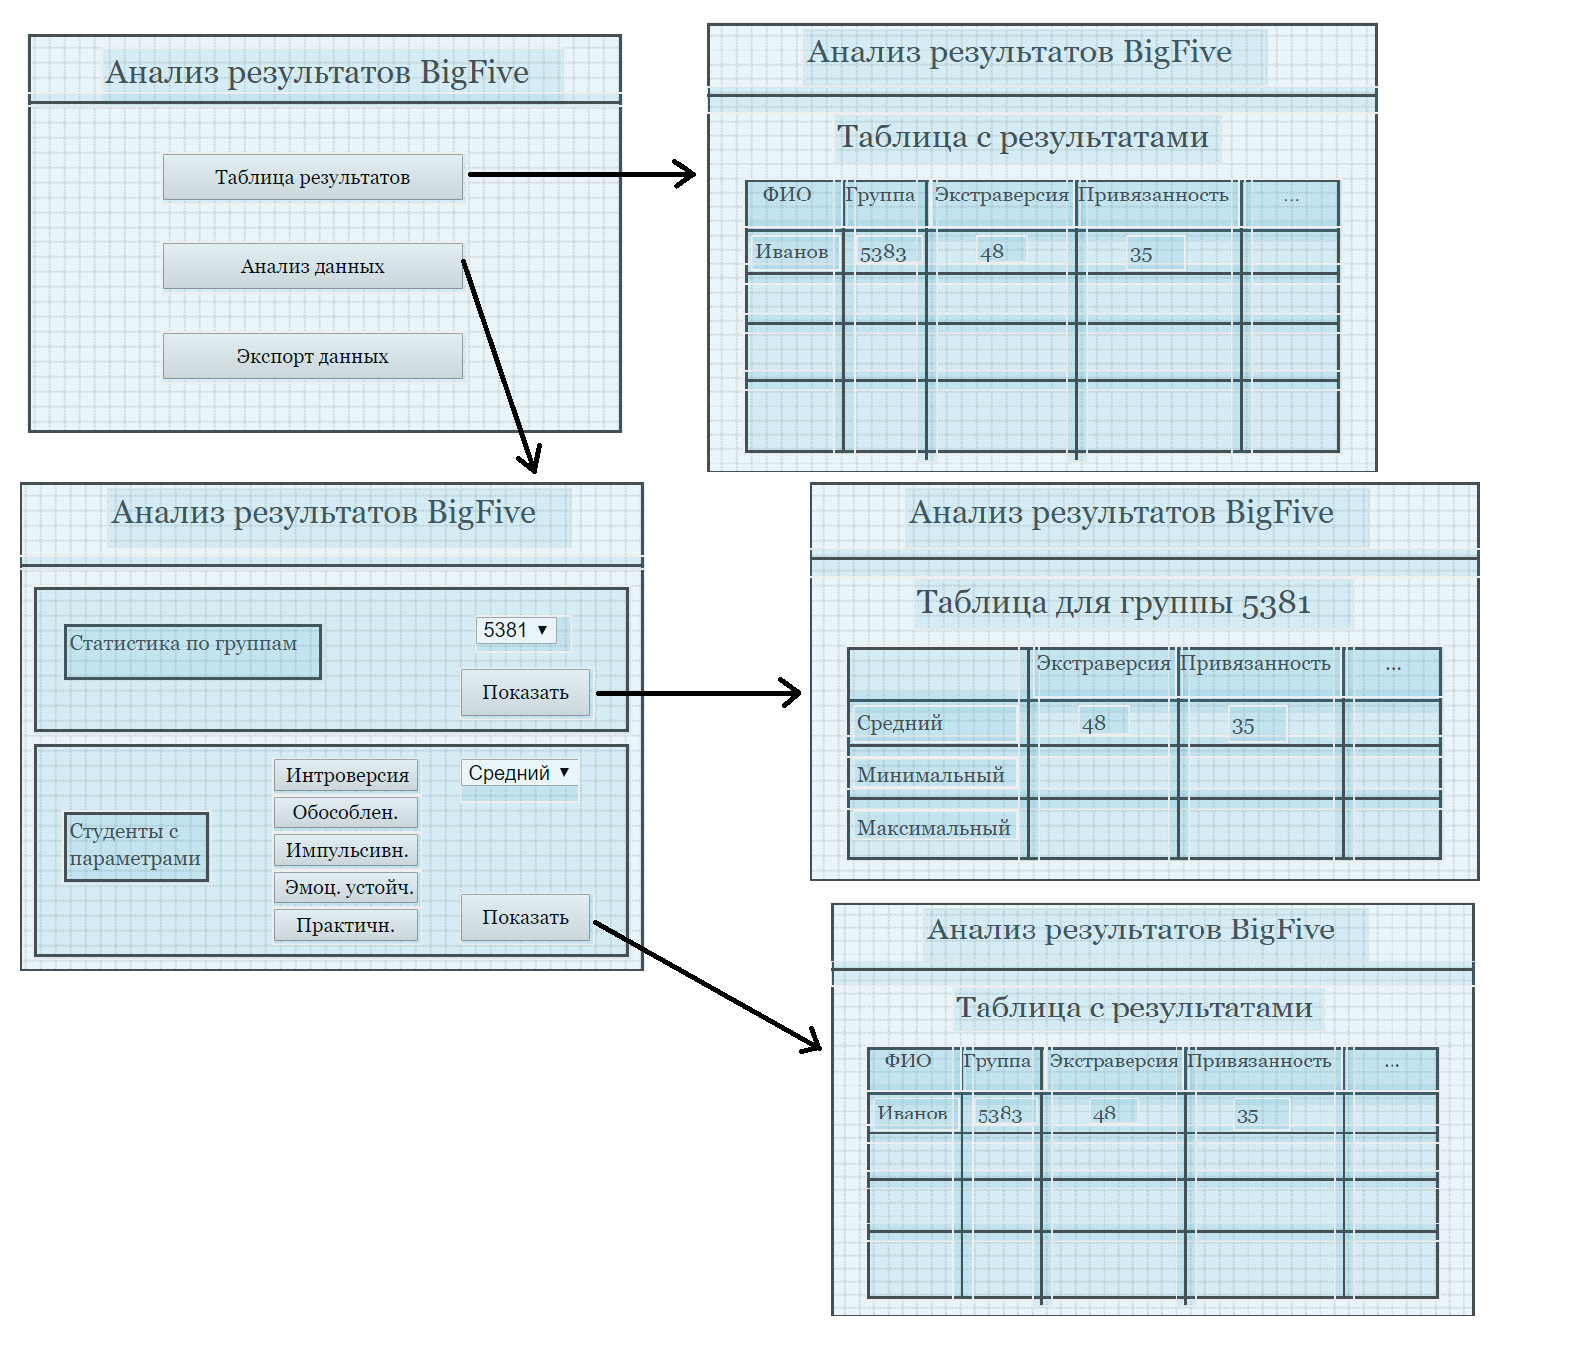 Анализ результатов BigFive
Таблица результатов
Анализ данных
Экспорт данных
Анализ результатов BigFive
Таблица с результатами
ФИО Группа Экстраверсия Привязанность ...
Иванов 5383 48 35
Анализ результатов BigFive
Статистика по группам
5381
Показать
Студенты с
параметрами
Интроверсия
Обособлен.
Импульсивн.
Эмоц. устойч.
Практичн.
Средний
Показать
Анализ результатов BigFive
Таблица для группы 5381
Экстраверсия Привязанность ...
Средний 48 35
Минимальный
Максимальный
Анализ результатов BigFive
Таблица с результатами
ФИО Группа Экстраверсия Привязанность ...
Иванов 5383 48 35